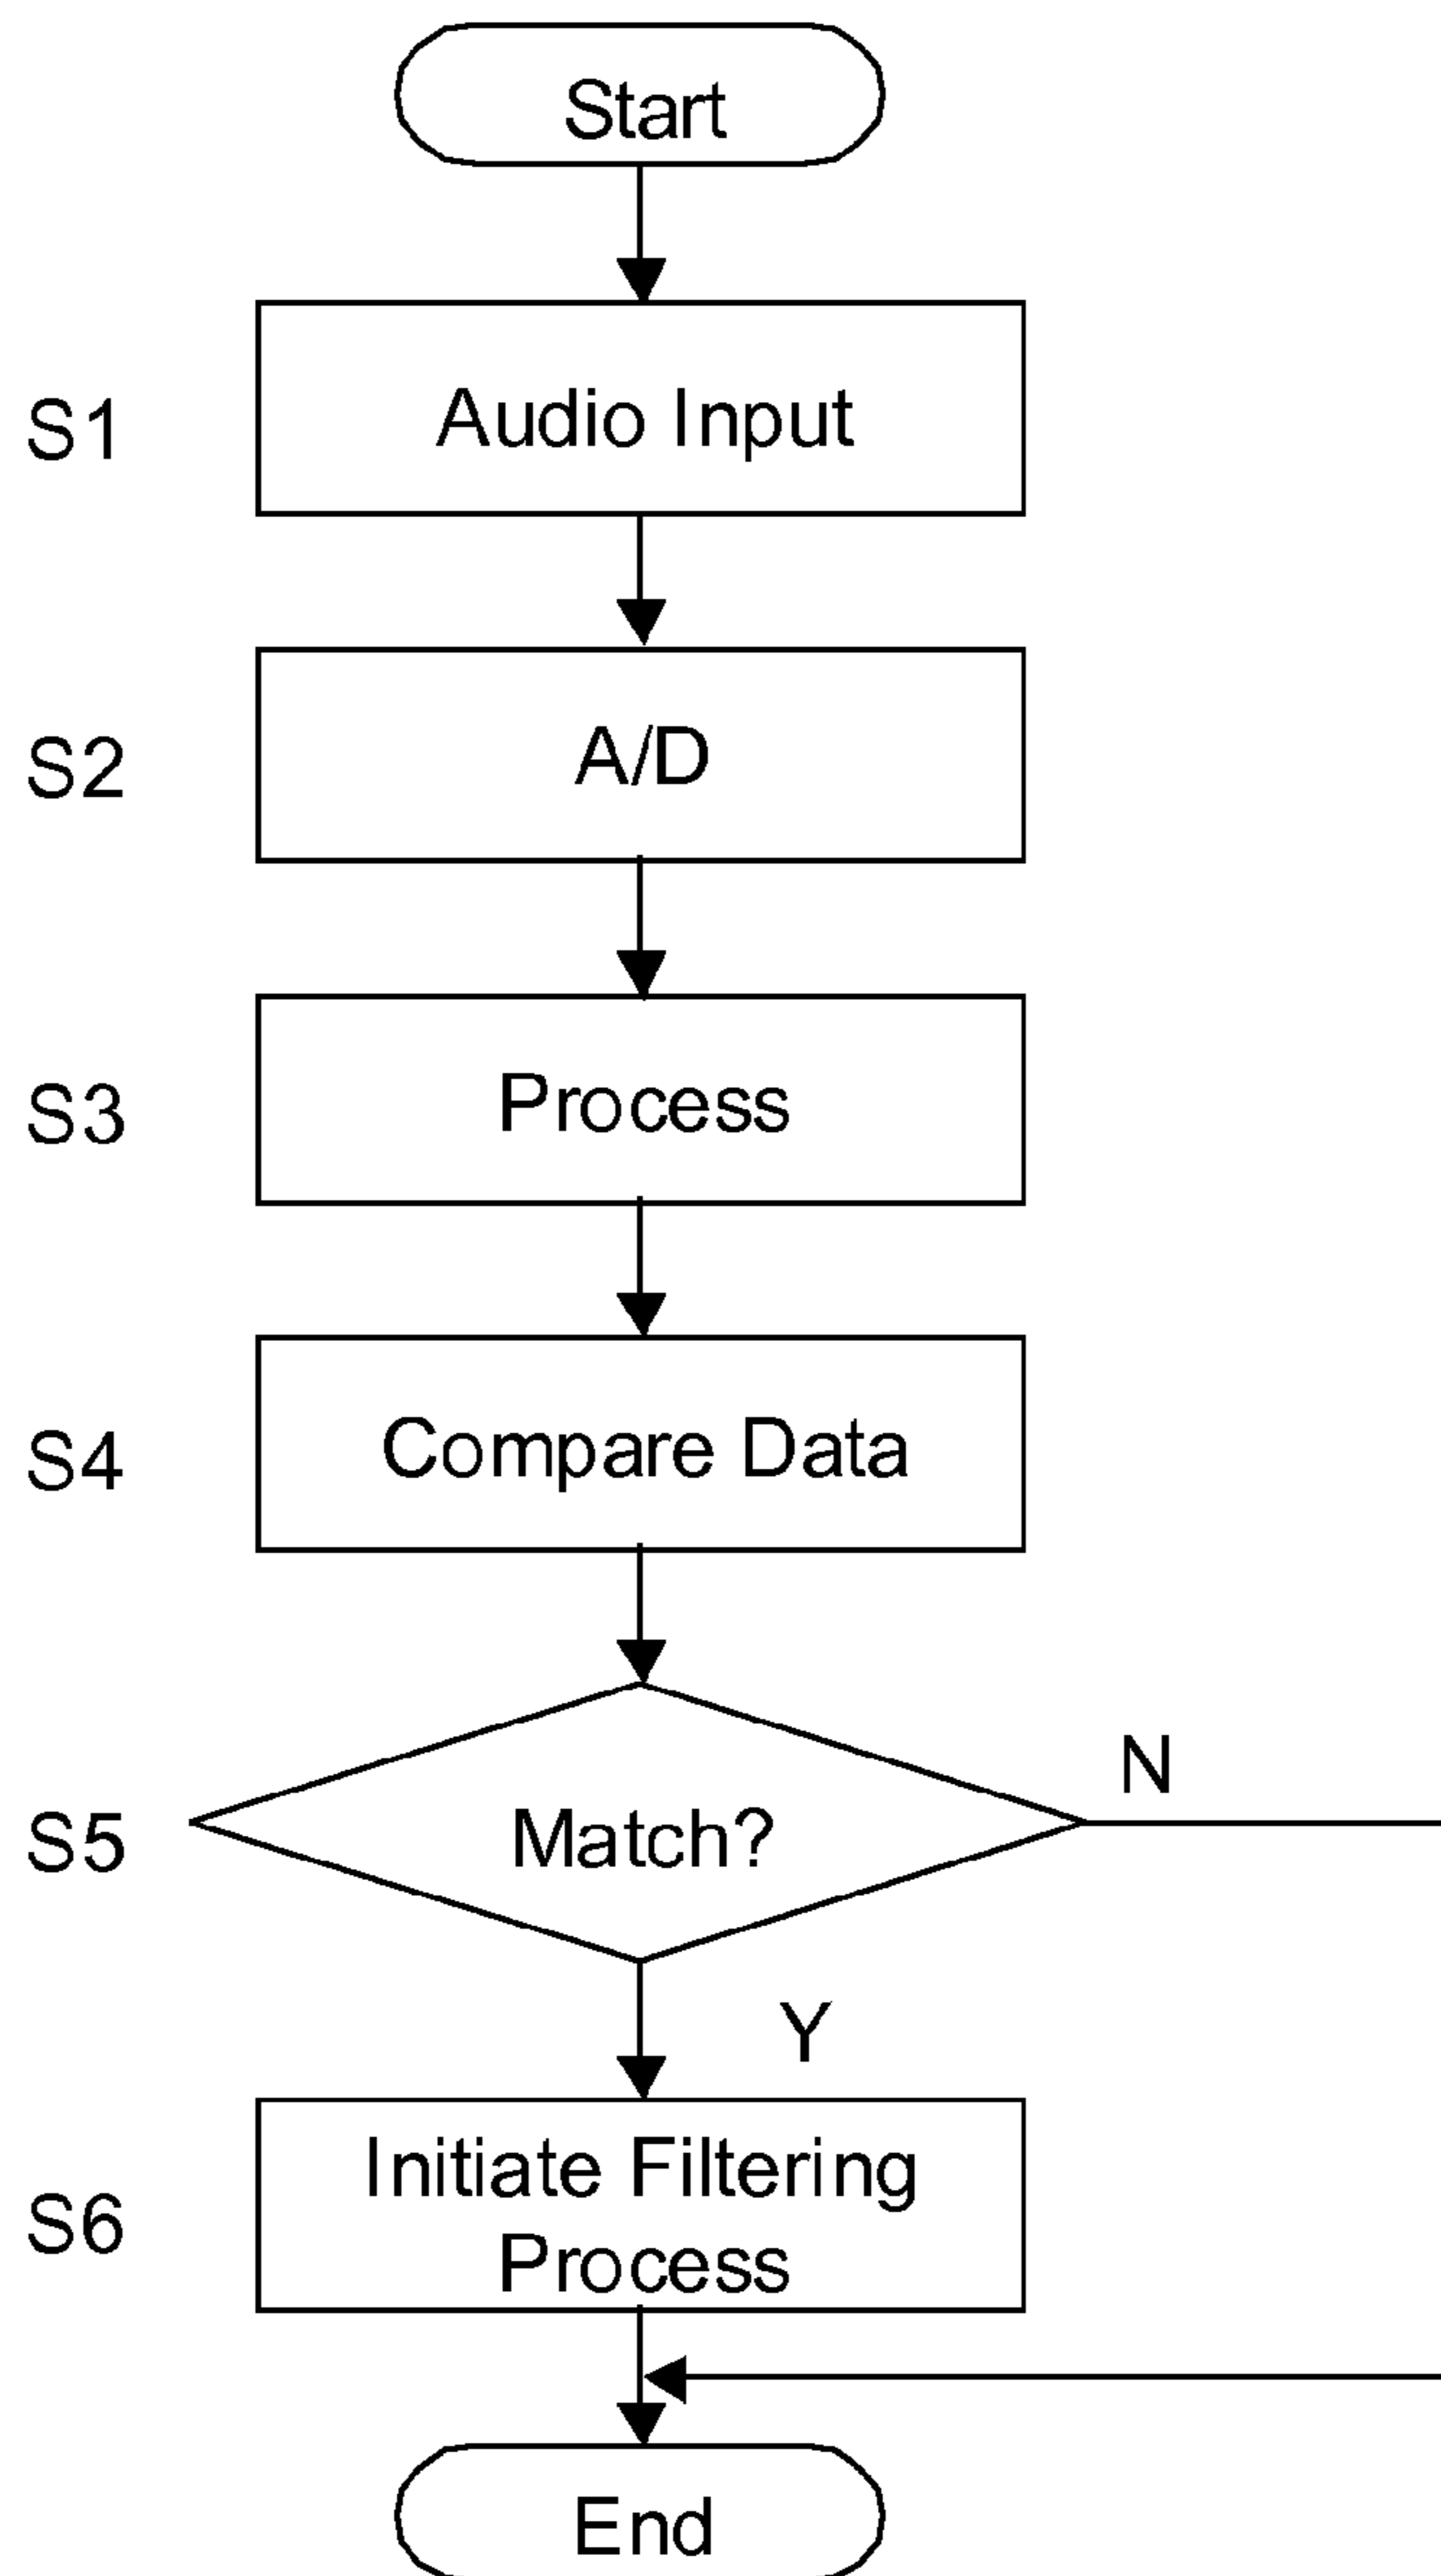 Start
S1
Audio Input
S2
A/D
S3
Process
S4
Compare Data
S5
Match?
N
Y
S6
Initiate Filtering
Process
End